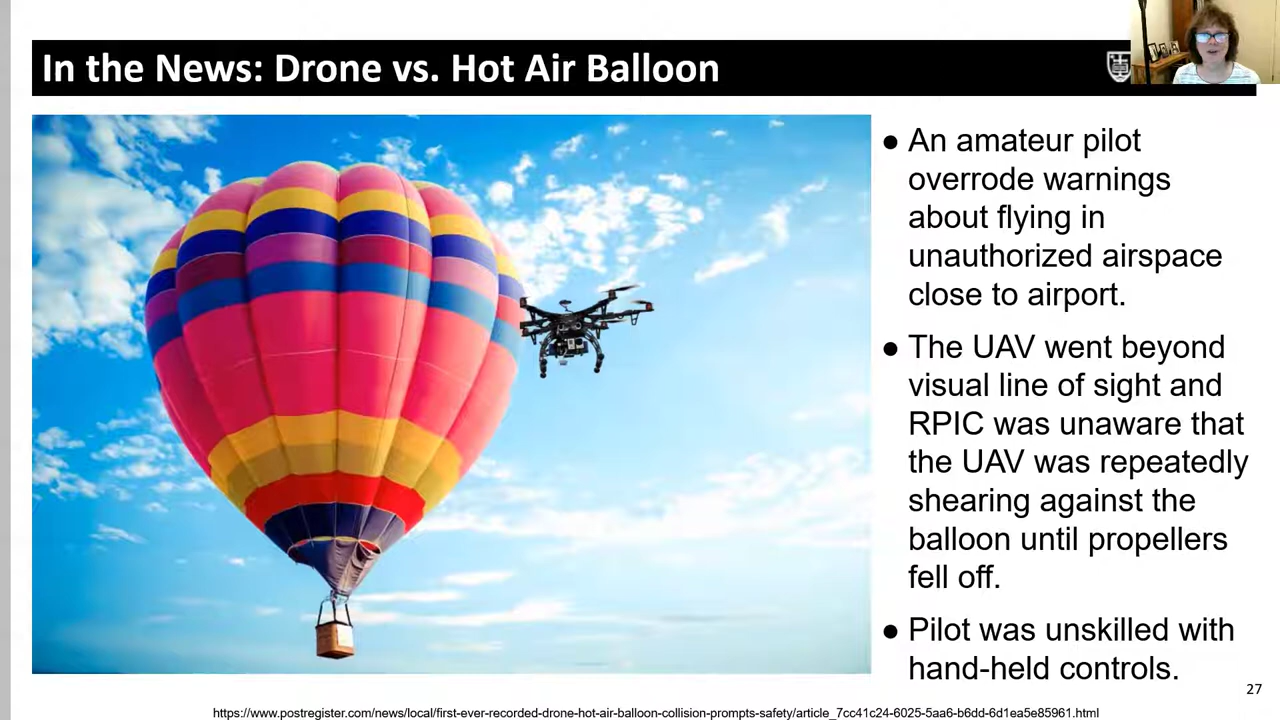 In the News: Drone vs. Hot Air Balloon
● An amateur pilot
overrode warnings
about flying in
unauthorized airspace
close to airport.
● The UAV went beyond
visual line of sight and
RPIC was unaware that
the UAV was repeatedly
shearing against the
balloon until propellers
fell off.
● Pilot was unskilled with
hand-held controls.
27
https://www.postregister.com/news/local/first-ever-recorded-drone-hot-air-balloon-collision-prompts-safety/article_7cc41c24-6025-5aa6-b6dd-6d1ea5e85961.html